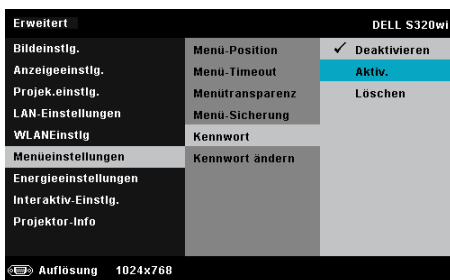 Erweitert
DELL S320wi
Bildeinstlg.
Anzeigeeinstlg.
Projek.einstlg.
LAN-Einstellungen
WLANEinstlg
Menüeinstellungen
Energieeinstellungen
Interaktiv-Einstlg.
Projektor-Info
Menü-Position
Menü-Timeout
Menütransparenz
Menü-Sicherung
Kennwort
Kennwort ändern
✓ Deaktivieren
Aktiv.
Löschen
Auflösung 1024x768